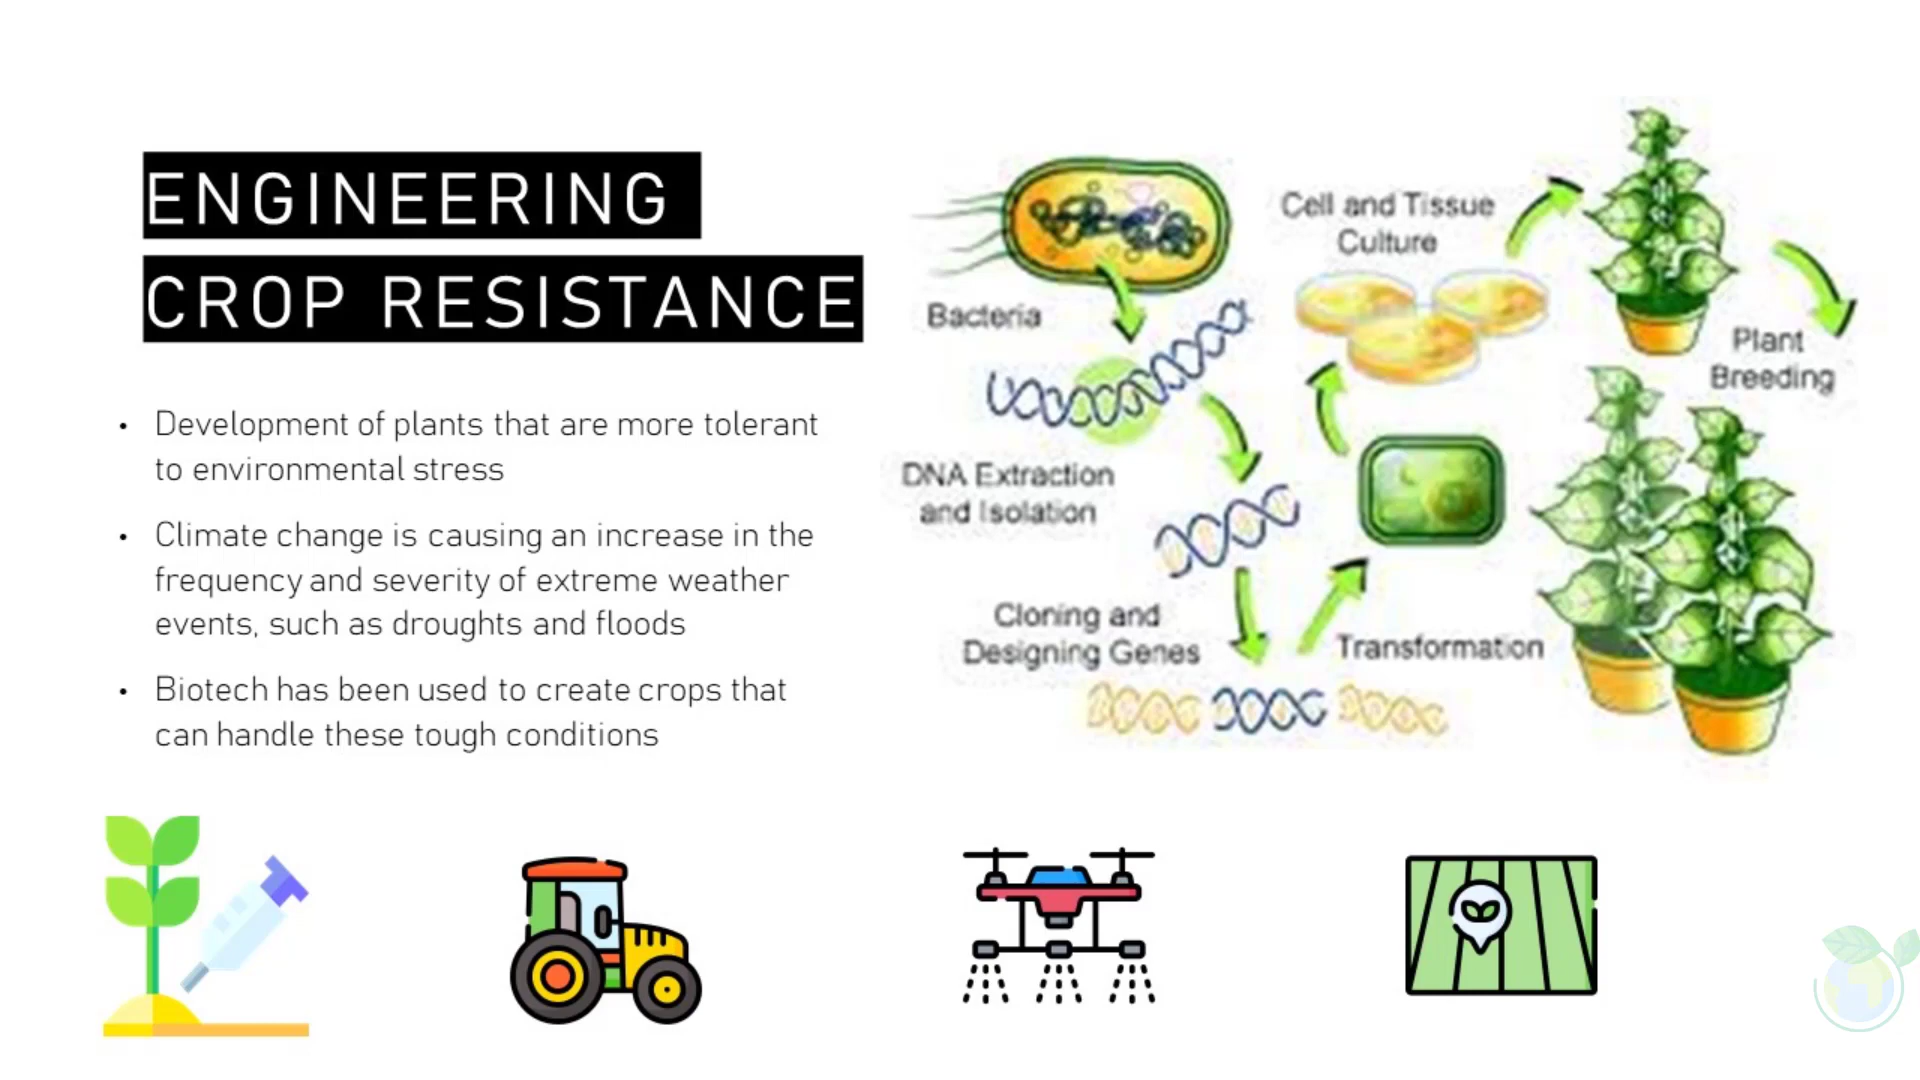 ENGINEERING
CROP RESISTANCE
• Development of plants that are more tolerant
to environmental stress
• Climate change is causing an increase in the
frequency and severity of extreme weather
events, such as droughts and floods
• Biotech has been used to create crops that
can handle these tough conditions
Bacteria
DNA Extraction
and Isolation
Cloning and
Designing Genes
Transformation
Cell and Tissue
Culture
Plant
Breeding